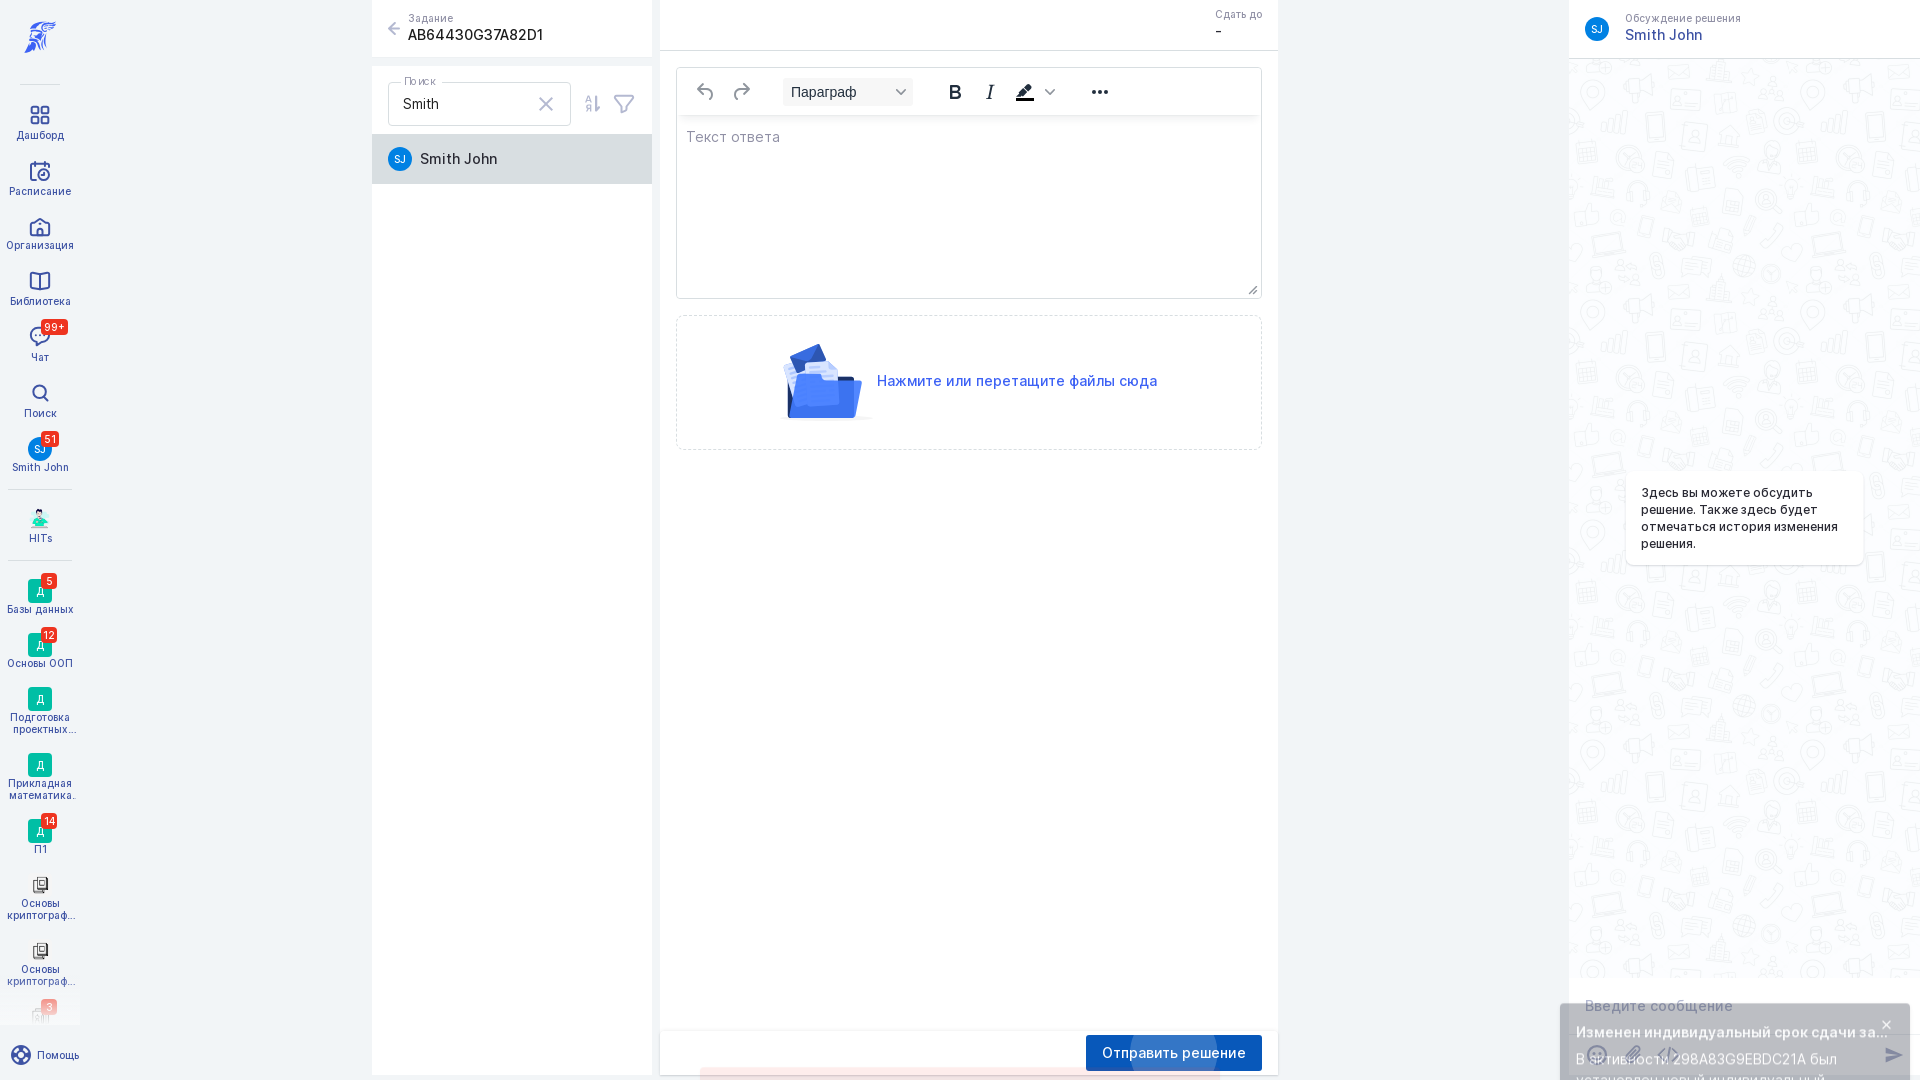 Дашборд
Расписание
Организация
Библиотека
99+
Чат
Поиск
51
SJ
Smith John
HITs
5
Д
Базы данных
12
Д
Основы ООП
Д
Подготовка
проектных...
Д
Прикладная
математика.
14
Д
П1
Основы
криптограф...
Основы
криптограф...
3
Помощь
Задание
AB64430G37A82D1
Поиск
Smith
SJ
Smith John
Сдать до
-
Параграф
Текст ответа
Нажмите или перетащите файлы сюда
Отправить решение
SJ
Обсуждение решения
Smith John
Здесь вы можете обсудить
решение. Также здесь будет
отмечаться история изменения
решения.
Введите сообщение
Изменен индивидуальный срок сдачи за...
В активности 298A83G9EBDC21A был
установлен новый индивидуальный